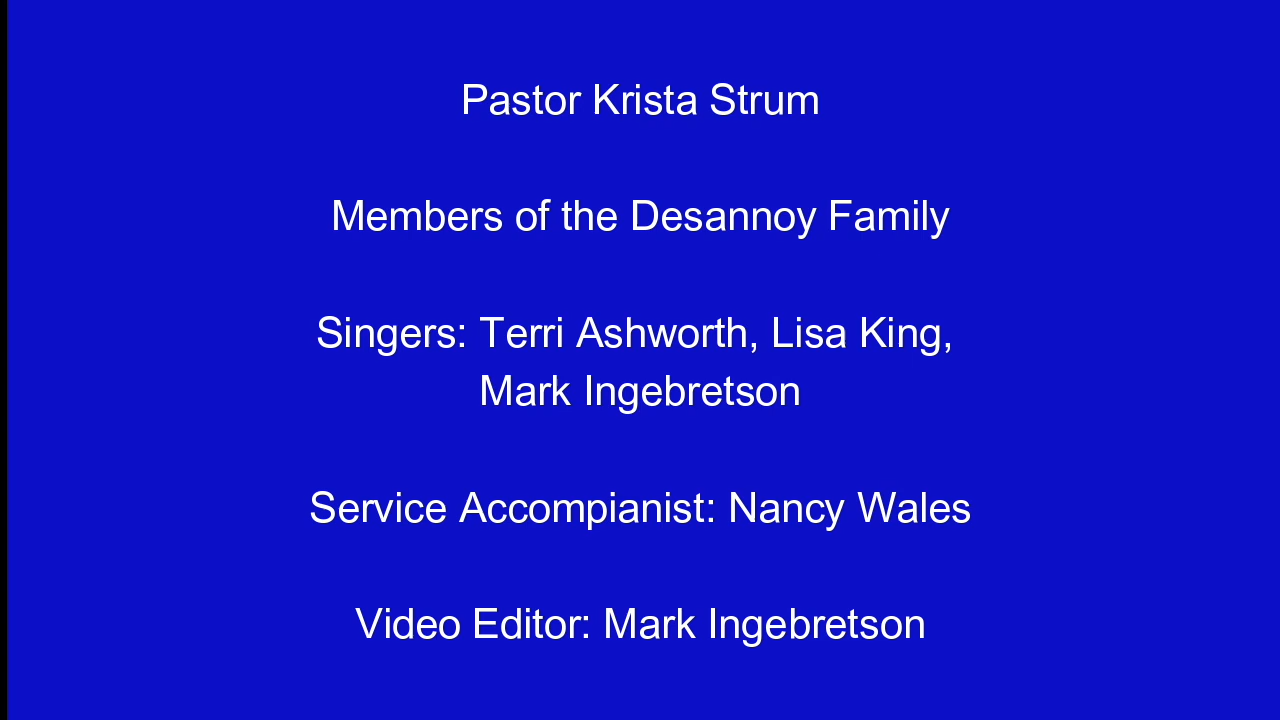 Pastor Krista Strum
Members of the Desannoy Family
Singers: Terri Ashworth, Lisa King,
Mark Ingebretson
Service Accompianist: Nancy Wales
Video Editor: Mark Ingebretson